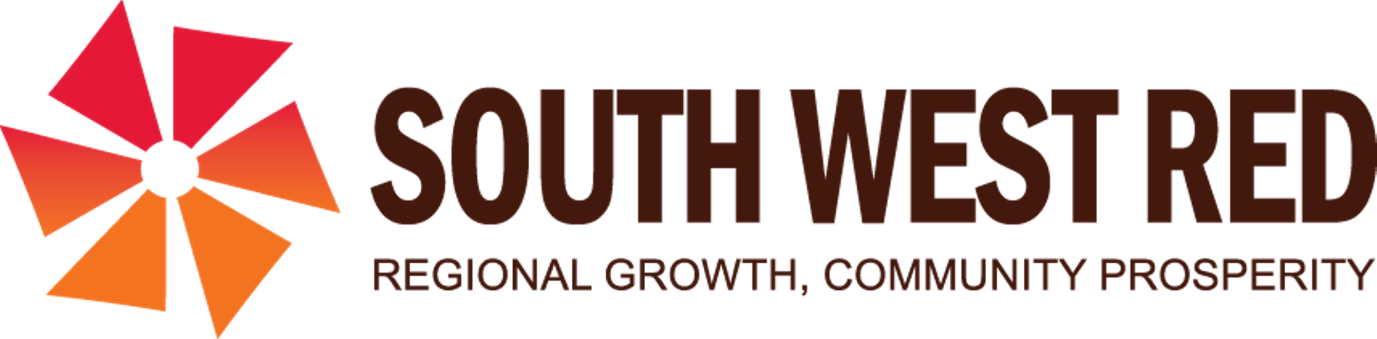 SOUTH WEST RED
REGIONAL GROWTH, COMMUNITY PROSPERITY